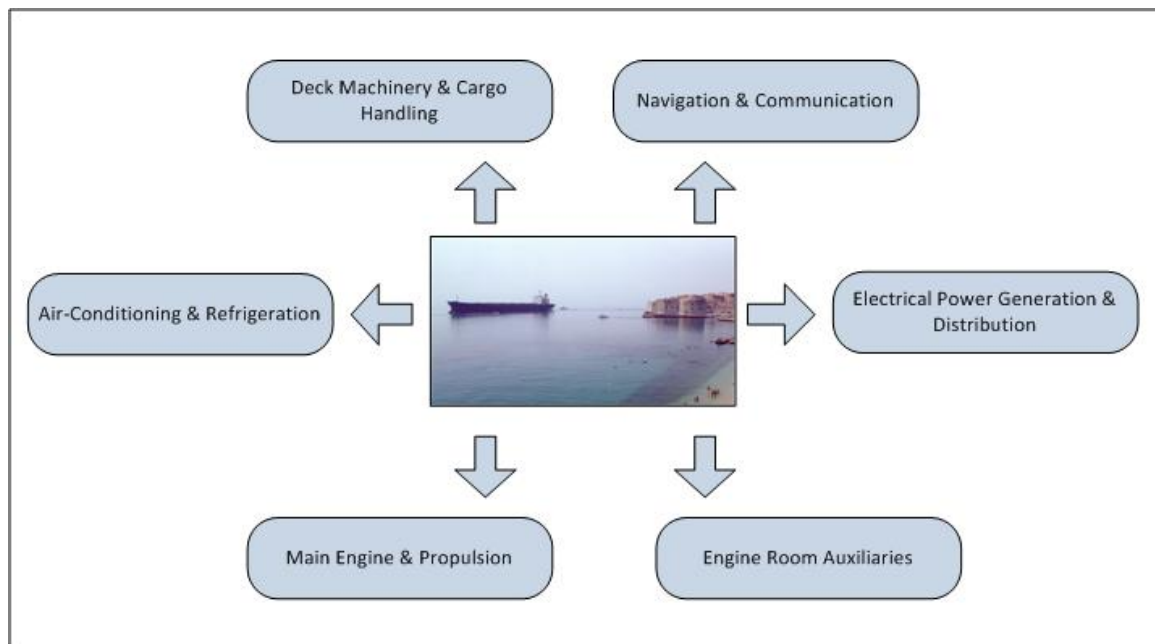 Deck Machinery & Cargo
Handling
Navigation & Communication
Air-Conditioning & Refrigeration
Electrical Power Generation &
Distribution
Main Engine & Propulsion
Engine Room Auxiliaries